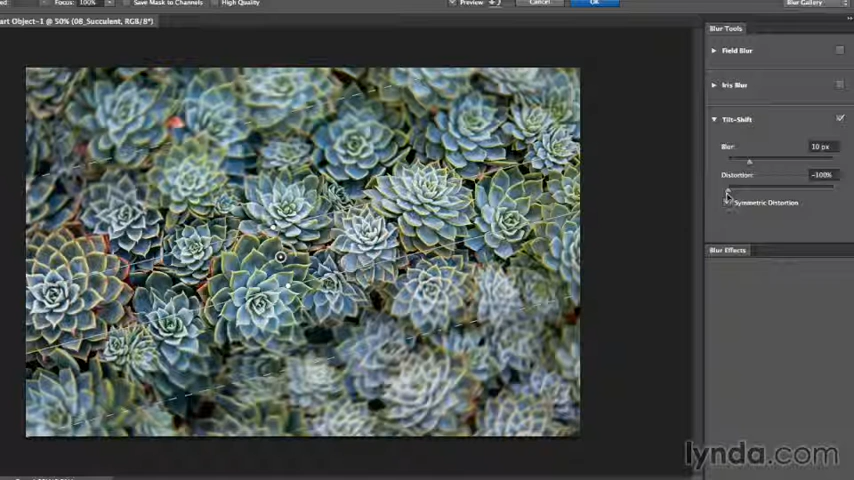 Focus: 100% Save Mask to Channels High Quality Preview Cancel OK Blur Gallery
art Object-1 @ 50% (08_Succulent, RGB/8*)
Blur Tools
Field Blur
Iris Blur
Tilt-Shift
Blur: 10 px
Distortion: -100%
Symmetric Distortion
Blur Effects
lynda.com